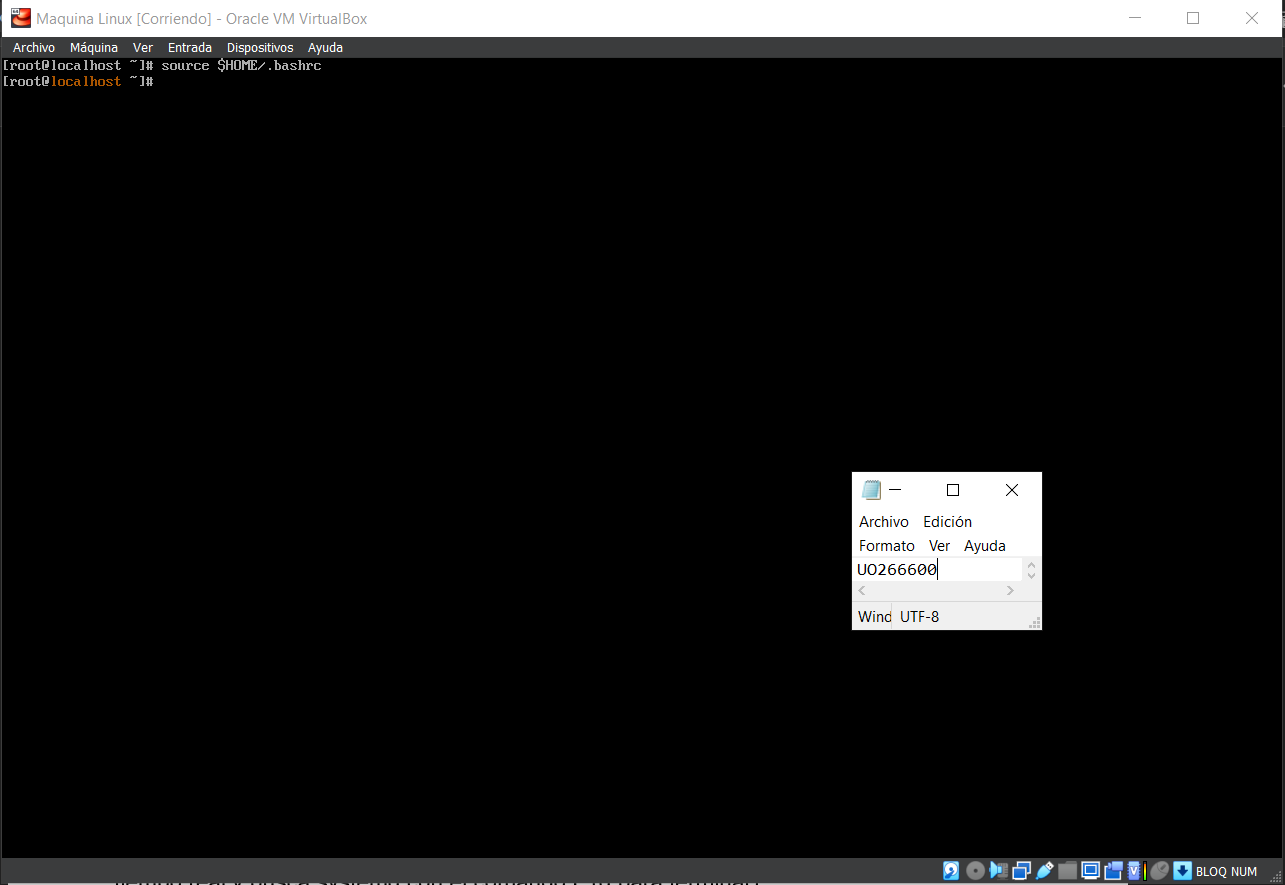 Maquina Linux [Corriendo] - Oracle VM VirtualBox
Archivo Máquina Ver Entrada Dispositivos Ayuda
[root@localhost ~]# source $HOME/.bashrc
[root@localhost ~]#
Archivo Edición
Formato Ver Ayuda
UO266600
Wind UTF-8
BLOQ NUM